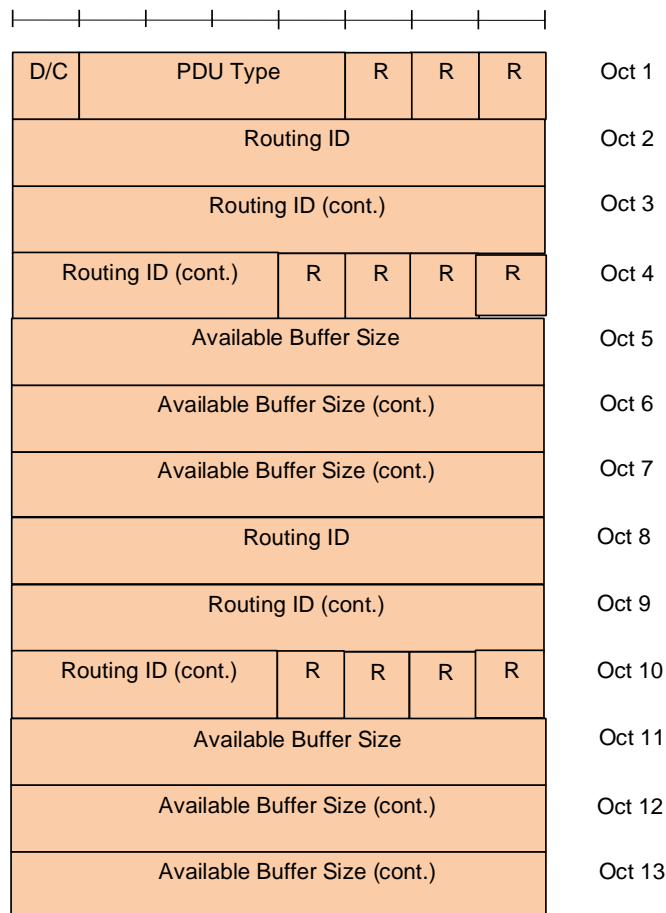 D/C PDU Type R R R Oct 1
Routing ID Oct 2
Routing ID (cont.) Oct 3
Routing ID (cont.) R R R R Oct 4
Available Buffer Size Oct 5
Available Buffer Size (cont.) Oct 6
Available Buffer Size (cont.) Oct 7
Routing ID Oct 8
Routing ID (cont.) Oct 9
Routing ID (cont.) R R R R Oct 10
Available Buffer Size Oct 11
Available Buffer Size (cont.) Oct 12
Available Buffer Size (cont.) Oct 13